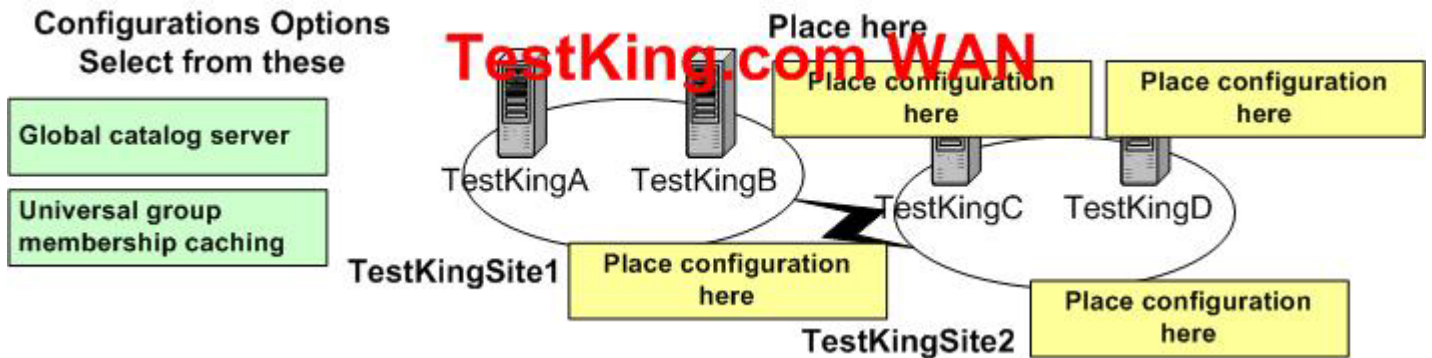 Configurations Options
Select from these
Global catalog server
Universal group
membership caching
TestKing.com WAN
Place here
Place configuration
here
Place configuration
here
TestKingA
TestKingB
TestKingC
TestKingD
TestKingSite1
Place configuration
here
Place configuration
here
TestKingSite2